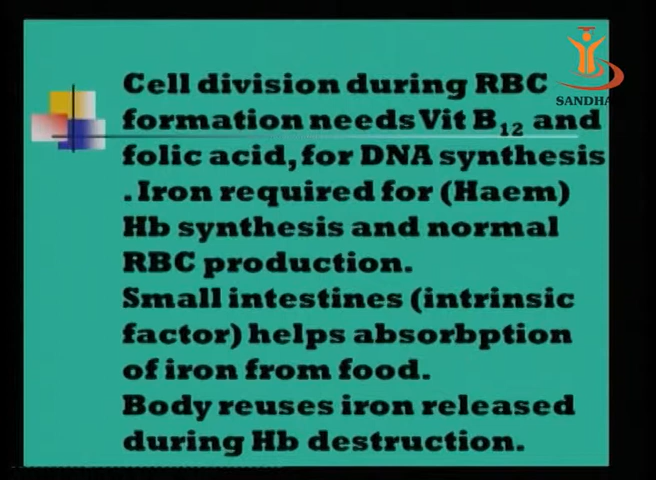 SANDHA
Cell division during RBC
formation needs Vit B₁₂ and
folic acid, for DNA synthesis
. Iron required for (Haem)
Hb synthesis and normal
RBC production.
Small intestines (intrinsic
factor) helps absorbption
of iron from food.
Body reuses iron released
during Hb destruction.